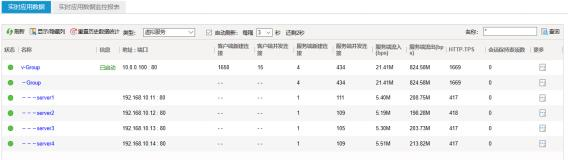 实时应用数据 实时应用数据监控报表
刷新 显示/隐藏列 重置历史数据统计 类型: 虚拟服务 自动刷新: 每隔 3 秒 还剩2秒 名称: * 查询
状态 名称 信息 地址 : 端口 客户端新建连接 客户端并发连接 服务端新建连接 服务端并发连接 服务端流入(bps) 服务端流出(bps) HTTP.TPS 会话保持表函数 更多
v-Group 已启动 10.0.0.100 : 80 1688 16 4 434 21.41M 824.58M 1669 0
－Group -- -- 4 434 21.41M 824.58M 1669 0
－－－server1 192.168.10.11 : 80 -- -- 1 111 5.40M 208.75M 417 0
－－－server2 192.168.10.12 : 80 -- -- 1 109 5.19M 198.28M 418 0
－－－server3 192.168.10.13 : 80 -- -- 1 105 5.30M 203.73M 417 0
－－－server4 192.168.10.14 : 80 -- -- 1 109 5.51M 213.82M 417 0